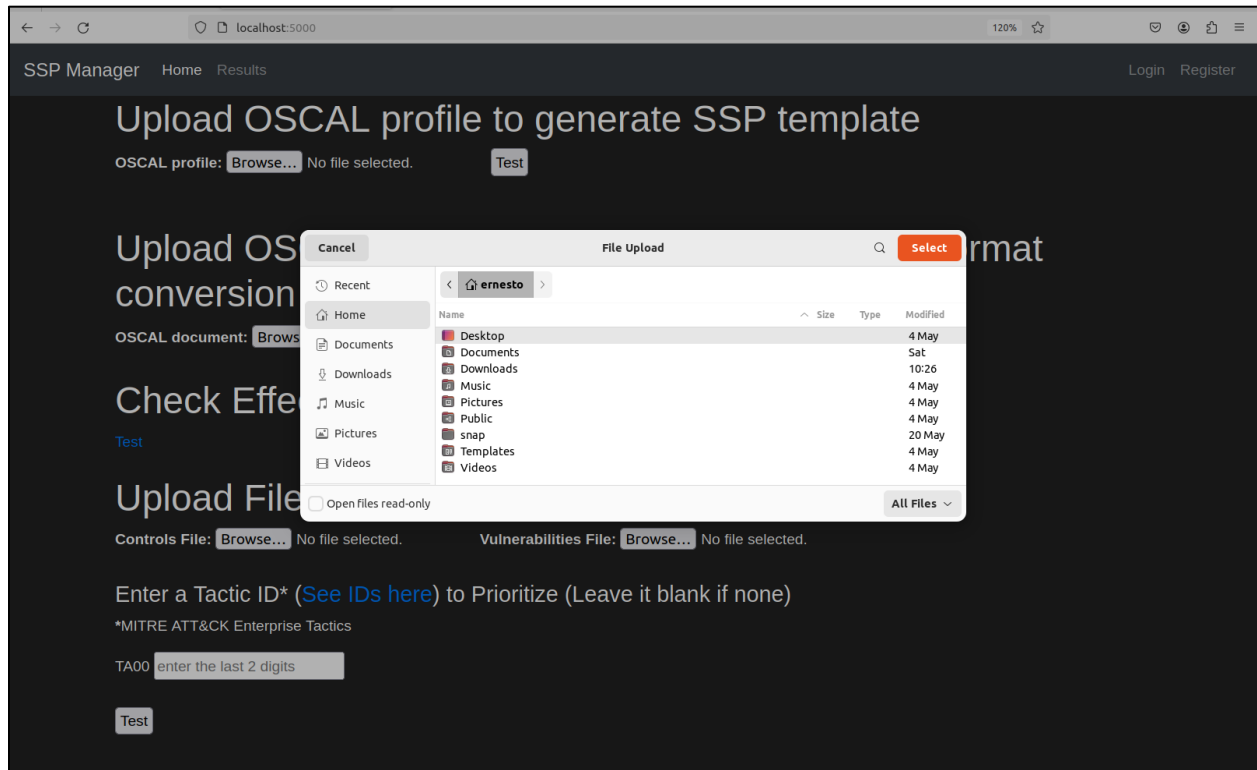 localhost:5000 120%
SSP Manager Home Results Login Register
Upload OSCAL profile to generate SSP template
OSCAL profile: Browse... No file selected. Test
Upload OS rmat
conversion
OSCAL document: Brows
Check Effe
Test
Upload File
Controls File: Browse... No file selected. Vulnerabilities File: Browse... No file selected.
Enter a Tactic ID* (See IDs here) to Prioritize (Leave it blank if none)
*MITRE ATT&CK Enterprise Tactics
TA00 enter the last 2 digits
Test
Cancel File Upload Select
Recent
Home
Documents
Downloads
Music
Pictures
Videos
ernesto
Name Size Type Modified
Desktop 4 May
Documents Sat
Downloads 10:26
Music 4 May
Pictures 4 May
Public 4 May
snap 20 May
Templates 4 May
Videos 4 May
Open files read-only All Files